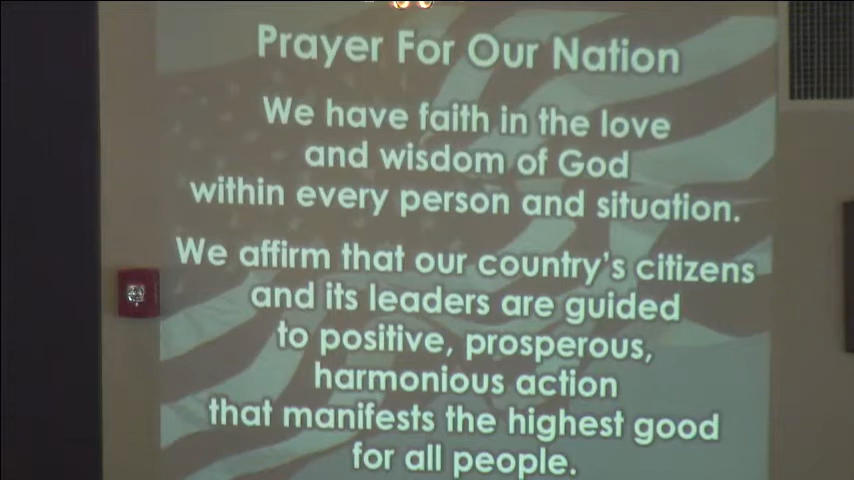 Prayer For Our Nation
We have faith in the love
and wisdom of God
within every person and situation.
We affirm that our country's citizens
and its leaders are guided
to positive, prosperous,
harmonious action
that manifests the highest good
for all people.